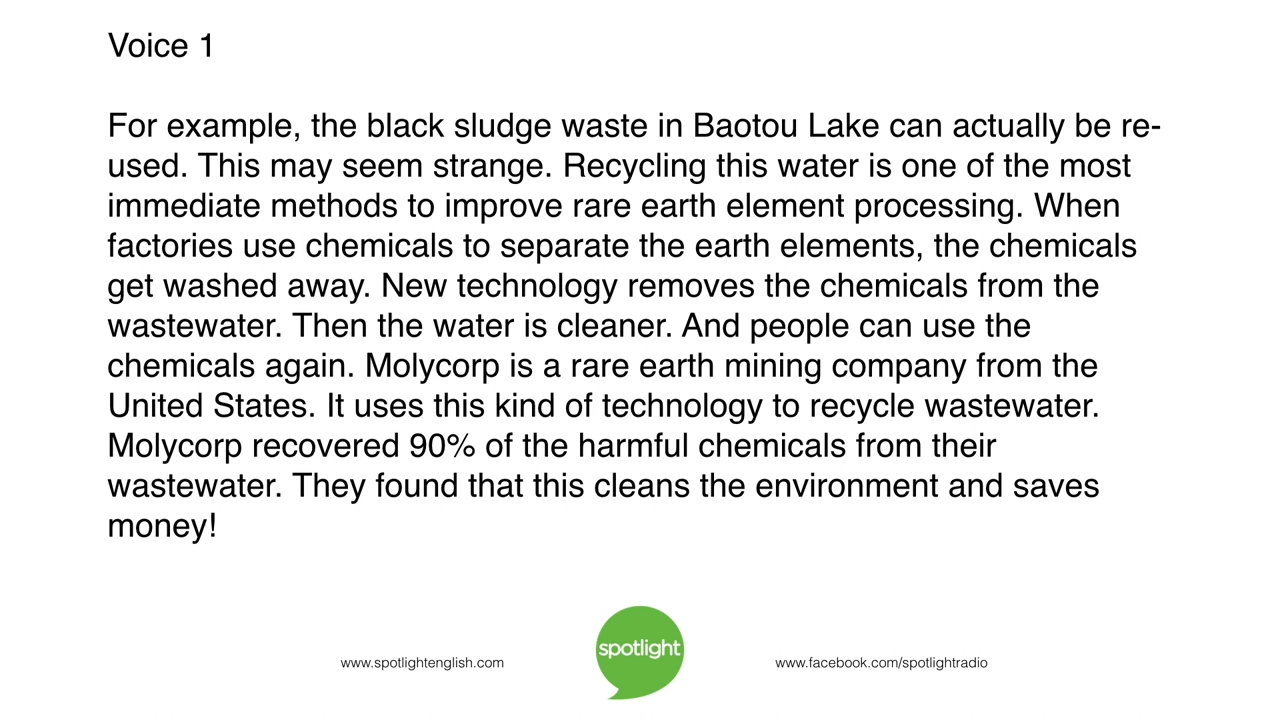 Voice 1
For example, the black sludge waste in Baotou Lake can actually be re-
used. This may seem strange. Recycling this water is one of the most
immediate methods to improve rare earth element processing. When
factories use chemicals to separate the earth elements, the chemicals
get washed away. New technology removes the chemicals from the
wastewater. Then the water is cleaner. And people can use the
chemicals again. Molycorp is a rare earth mining company from the
United States. It uses this kind of technology to recycle wastewater.
Molycorp recovered 90% of the harmful chemicals from their
wastewater. They found that this cleans the environment and saves
money!
www.spotlightenglish.com
spotlight
www.facebook.com/spotlightradio